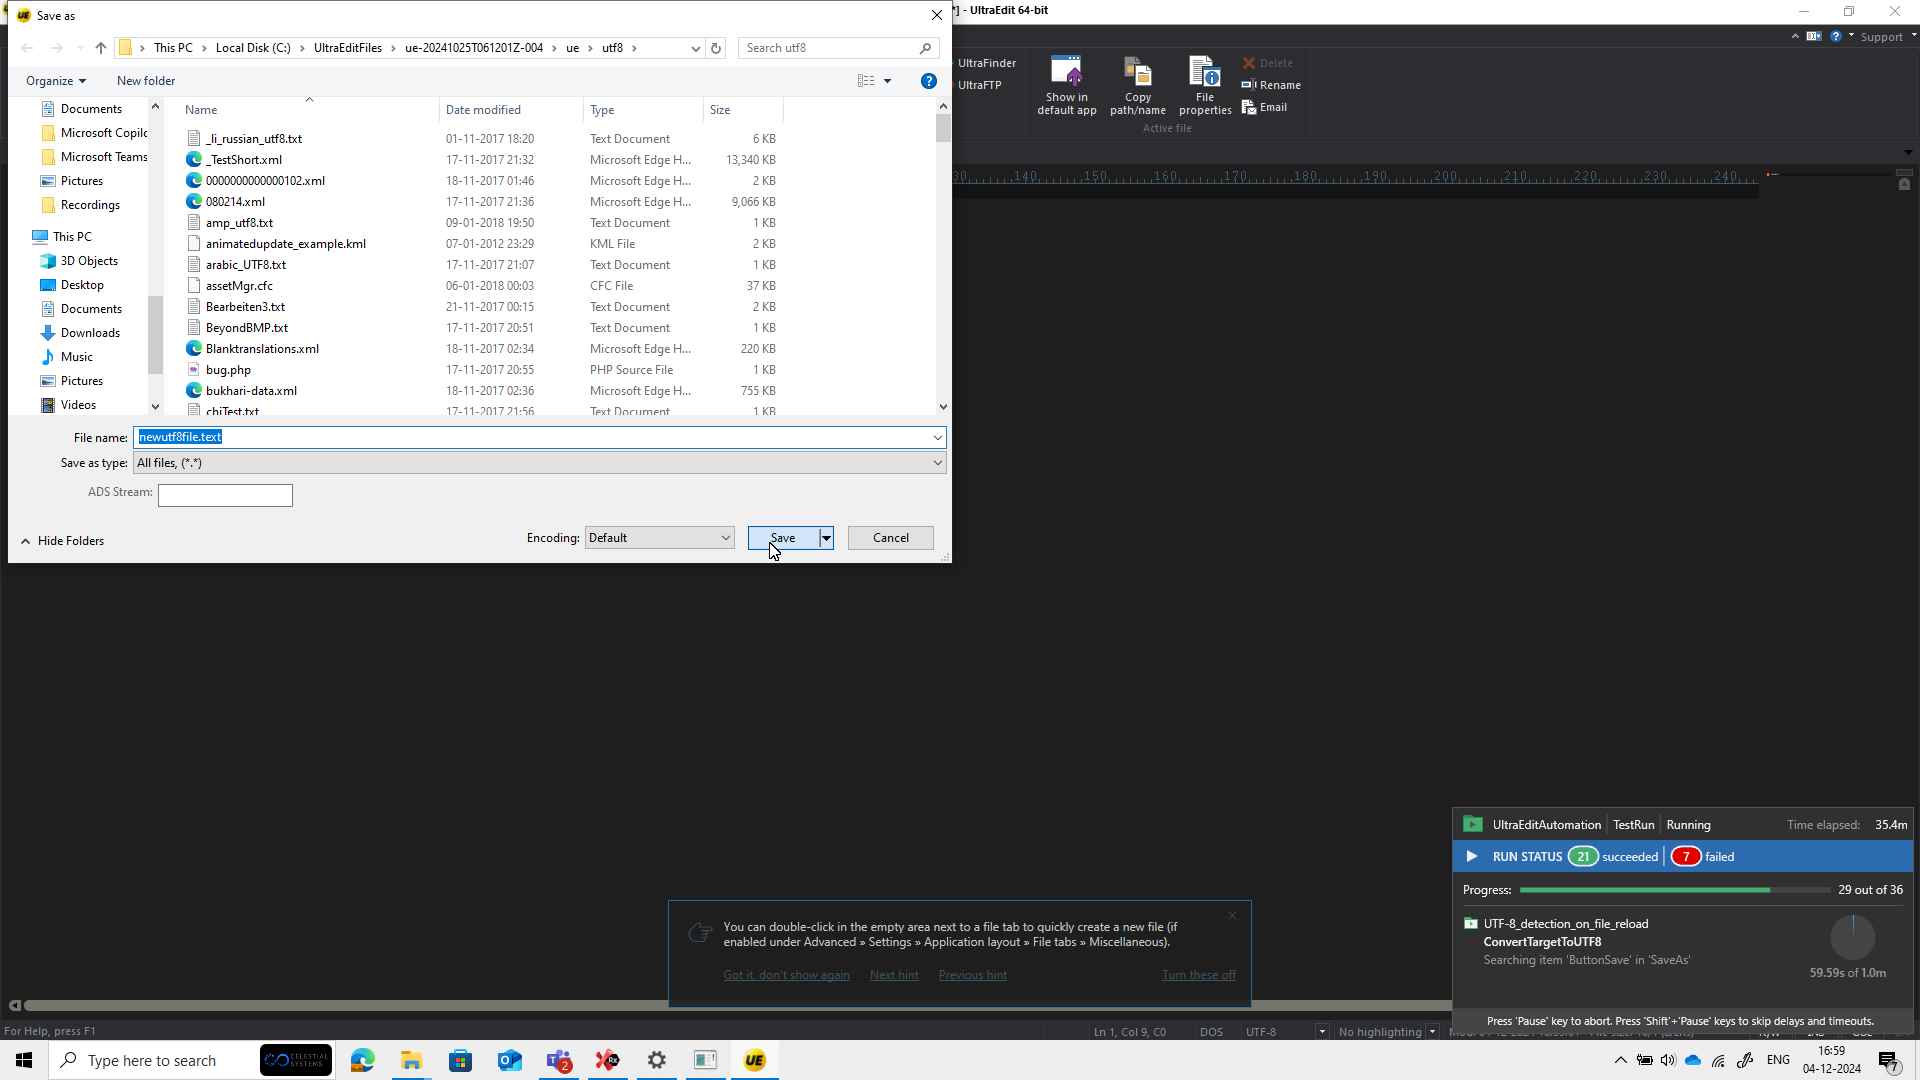 Save as
*] - UltraEdit 64-bit
This PC
Local Disk (C:)
UltraEditFiles
ue-20241025T061201Z-004
ue
utf8
Search utf8
Support
Organize
New folder
UltraFinder
UltraFTP
Show in default app
Copy path/name
File properties
Delete
Rename
Email
Active file
Documents
Microsoft Copilc
Microsoft Teams
Pictures
Recordings
This PC
3D Objects
Desktop
Documents
Downloads
Music
Pictures
Videos
Name Date modified Type Size
_li_russian_utf8.txt 01-11-2017 18:20 Text Document 6 KB
_TestShort.xml 17-11-2017 21:32 Microsoft Edge H... 13,340 KB
0000000000000102.xml 18-11-2017 01:46 Microsoft Edge H... 2 KB
080214.xml 17-11-2017 21:36 Microsoft Edge H... 9,066 KB
amp_utf8.txt 09-01-2018 19:50 Text Document 1 KB
animatedupdate_example.kml 07-01-2012 23:29 KML File 2 KB
arabic_UTF8.txt 17-11-2017 21:07 Text Document 1 KB
assetMgr.cfc 06-01-2018 00:03 CFC File 37 KB
Bearbeiten3.txt 21-11-2017 00:15 Text Document 2 KB
BeyondBMP.txt 17-11-2017 20:51 Text Document 1 KB
Blanktranslations.xml 18-11-2017 02:34 Microsoft Edge H... 220 KB
bug.php 17-11-2017 20:55 PHP Source File 1 KB
bukhari-data.xml 18-11-2017 02:36 Microsoft Edge H... 755 KB
chiTest.txt 17-11-2017 21:56 Text Document 1 KB
30 140 150 160 170 180 190 200 210 220 230 240
File name: newutf8file.text
Save as type: All files, (*.*)
ADS Stream:
Hide Folders
Encoding: Default
Save
Cancel
You can double-click in the empty area next to a file tab to quickly create a new file (if
enabled under Advanced » Settings » Application layout » File tabs » Miscellaneous).
Got it, don't show again Next hint Previous hint Turn these off
UltraEditAutomation TestRun Running Time elapsed: 35.4m
RUN STATUS 21 succeeded 7 failed
Progress: 29 out of 36
UTF-8_detection_on_file_reload
ConvertTargetToUTF8
Searching item 'ButtonSave' in 'SaveAs'
59.59s of 1.0m
Press 'Pause' key to abort. Press 'Shift'+'Pause' keys to skip delays and timeouts.
For Help, press F1
Ln 1, Col 9, C0 DOS UTF-8 No highlighting
Type here to search
CELESTIAL SYSTEMS
2
UE
ENG
16:59
04-12-2024
7